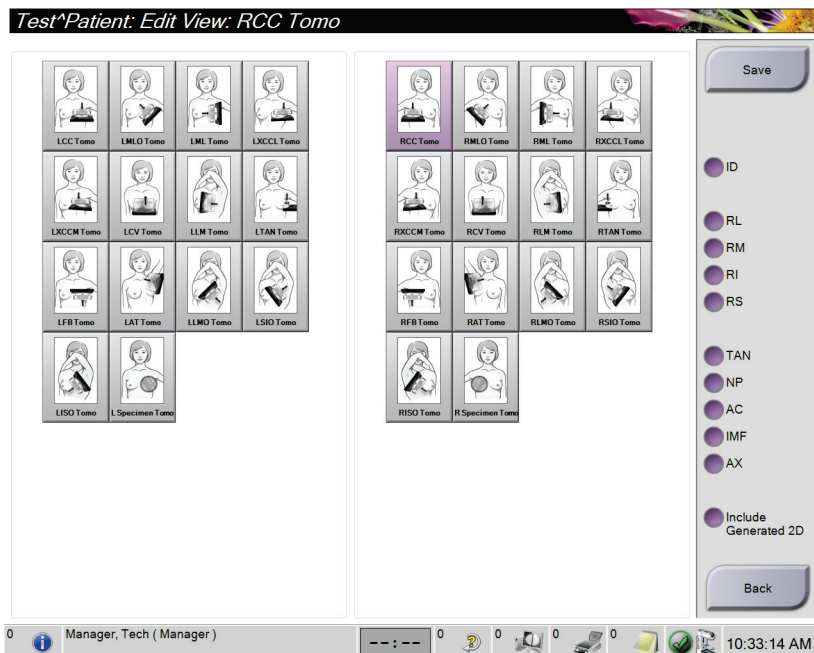 Test^Patient: Edit View: RCC Tomo
LCC Tomo
LMLO Tomo
LML Tomo
LXCCL Tomo
LXCCM Tomo
LCV Tomo
LLM Tomo
LTAN Tomo
LFB Tomo
LAT Tomo
LLMO Tomo
LSIO Tomo
LISO Tomo
L Specimen Tomo
RCC Tomo
RMLO Tomo
RML Tomo
RXCCL Tomo
RXCCM Tomo
RCV Tomo
RLM Tomo
RTAN Tomo
RFB Tomo
RAT Tomo
RLMO Tomo
RSIO Tomo
RISO Tomo
R Specimen Tomo
Save
ID
RL
RM
RI
RS
TAN
NP
AC
IMF
AX
Include
Generated 2D
Back
0
Manager, Tech ( Manager )
--:--
0
0
0
0
10:33:14 AM